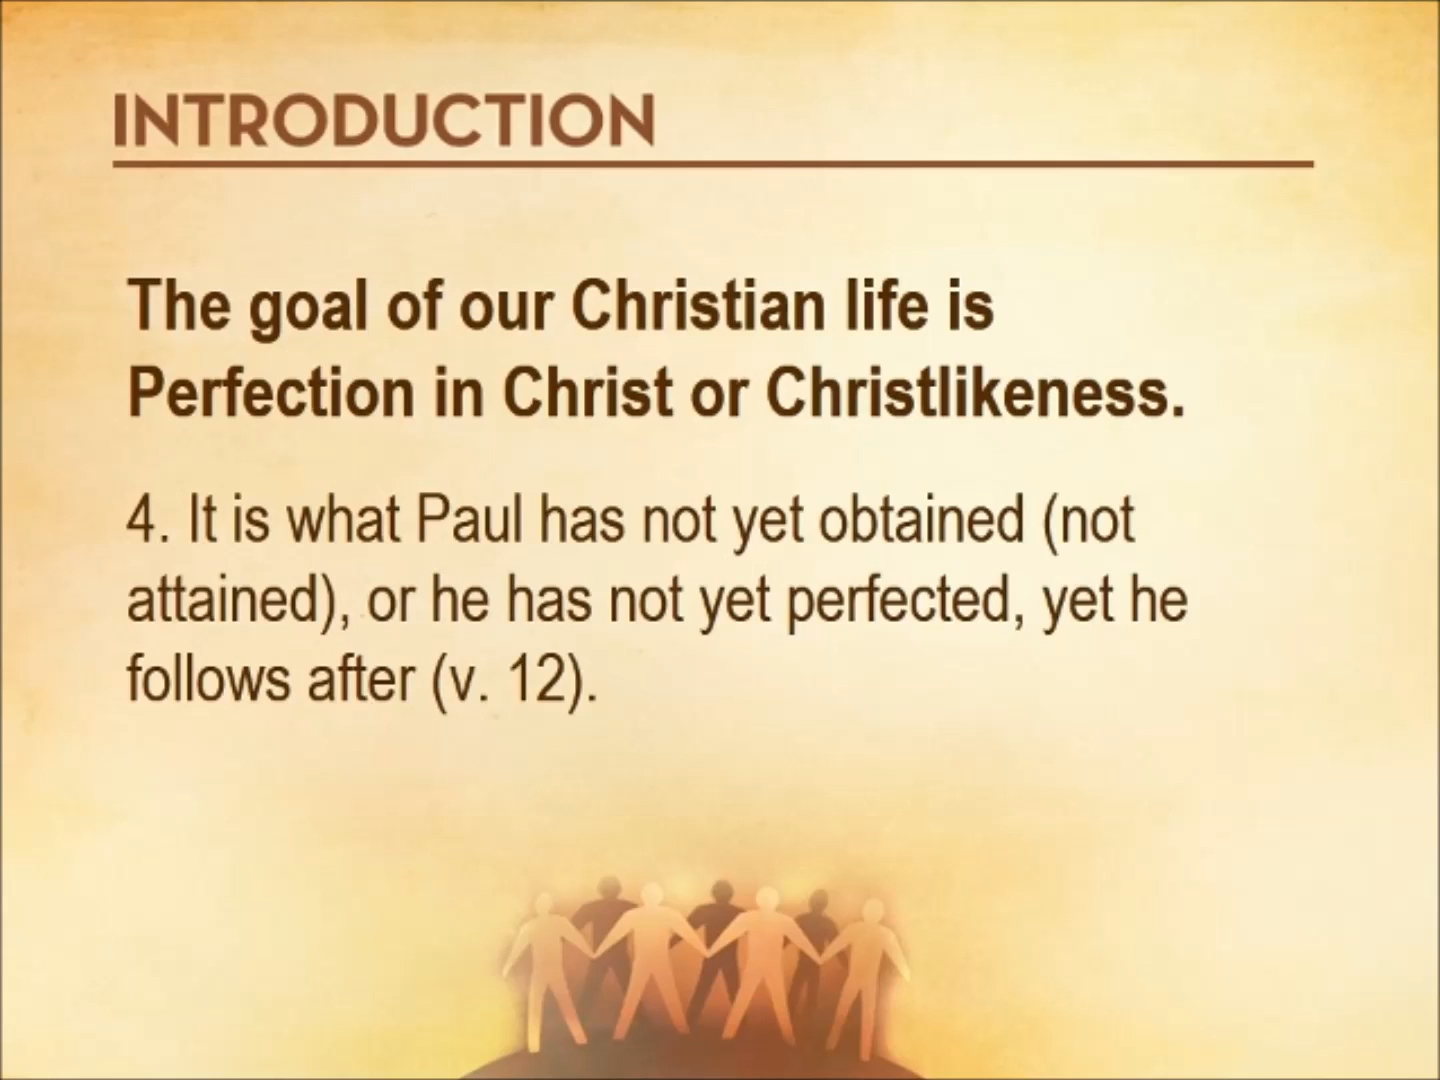 INTRODUCTION
The goal of our Christian life is
Perfection in Christ or Christlikeness.
4. It is what Paul has not yet obtained (not
attained), or he has not yet perfected, yet he
follows after (v. 12).